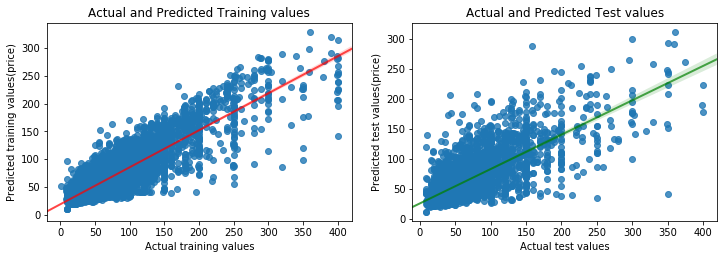 Actual and Predicted Training values
Predicted training values(price)
300
250
200
150
100
50
0
0 50 100 150 200 250 300 350 400
Actual training values
Actual and Predicted Test values
Predicted test values(price)
300
250
200
150
100
50
0
0 50 100 150 200 250 300 350 400
Actual test values